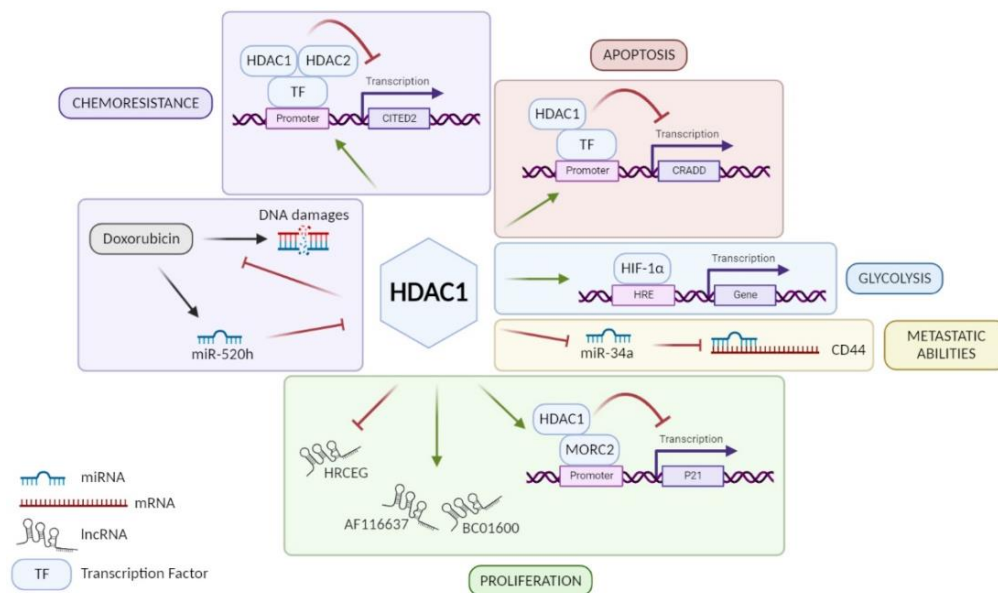 CHEMORESISTANCE
HDAC1
HDAC2
TF
Transcription
Promoter
CITED2
APOPTOSIS
HDAC1
TF
Transcription
Promoter
CRADD
Doxorubicin
DNA damages
miR-520h
HDAC1
HIF-1α
Transcription
HRE
Gene
GLYCOLYSIS
miR-34a
CD44
METASTATIC
ABILITIES
HRCEG
AF116637
BC01600
HDAC1
MORC2
Transcription
Promoter
P21
PROLIFERATION
miRNA
mRNA
lncRNA
TF
Transcription Factor